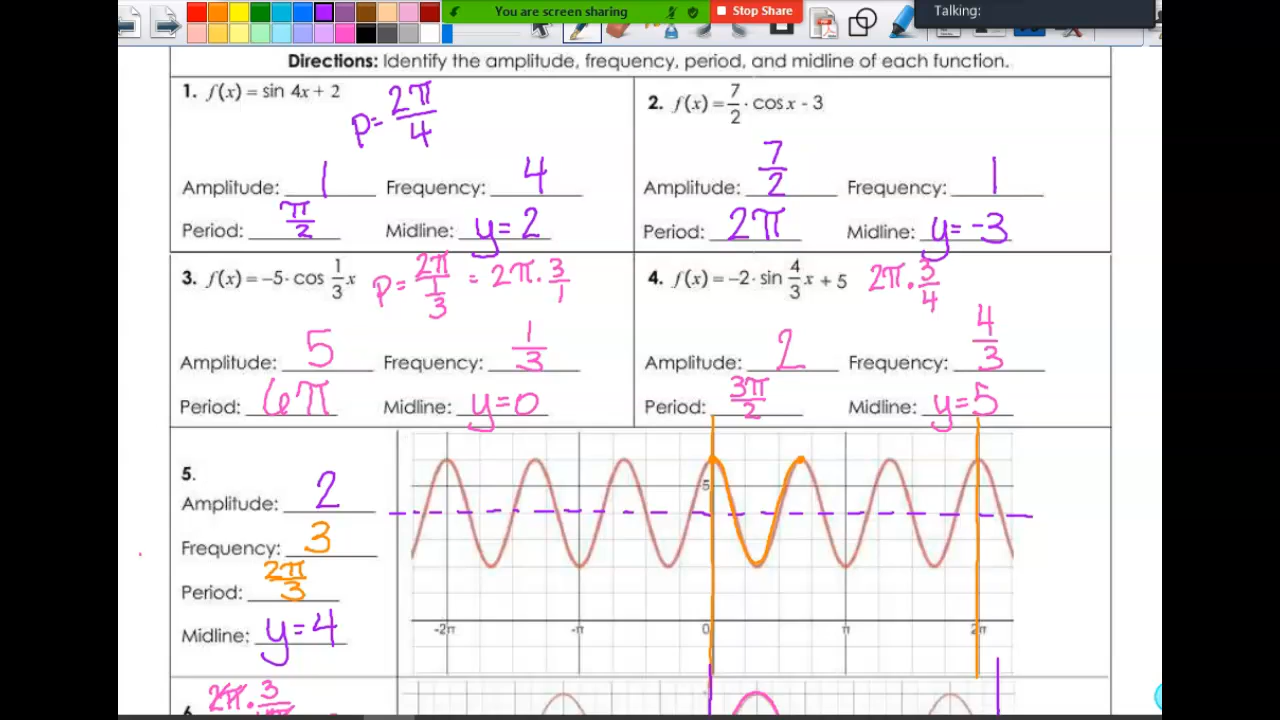 You are screen sharing
Stop Share
Talking:
Directions: Identify the amplitude, frequency, period, and midline of each function.
1. f(x) = sin 4x + 2
P = 2π/4
Amplitude: 1 Frequency: 4
Period: π/2 Midline: y = 2
2. f(x) = 7/2 · cos x - 3
Amplitude: 7/2 Frequency: 1
Period: 2π Midline: y = -3
3. f(x) = -5 · cos 1/3 x
P = 2π/(1/3) = 2π · 3/1
Amplitude: 5 Frequency: 1/3
Period: 6π Midline: y = 0
4. f(x) = -2 · sin 4/3 x + 5
2π · 3/4
Amplitude: 2 Frequency: 4/3
Period: 3π/2 Midline: y = 5
5.
Amplitude: 2
Frequency: 3
Period: 2π/3
Midline: y = 4
5
-2π -π 0 π 2π
6.